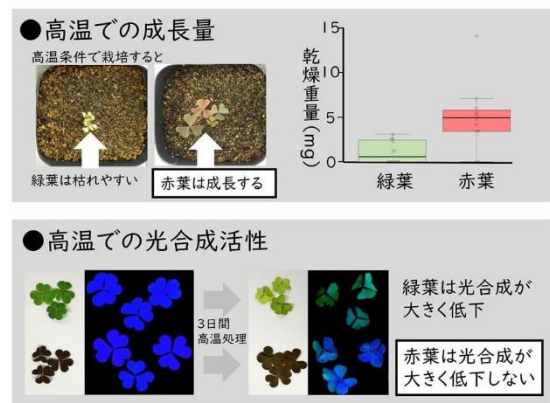 ●高温での成長量
高温条件で栽培すると
緑葉は枯れやすい
赤葉は成長する
乾燥重量(mg)
15
10
5
0
緑葉
赤葉
●高温での光合成活性
3日間
高温処理
緑葉は光合成が
大きく低下
赤葉は光合成が
大きく低下しない